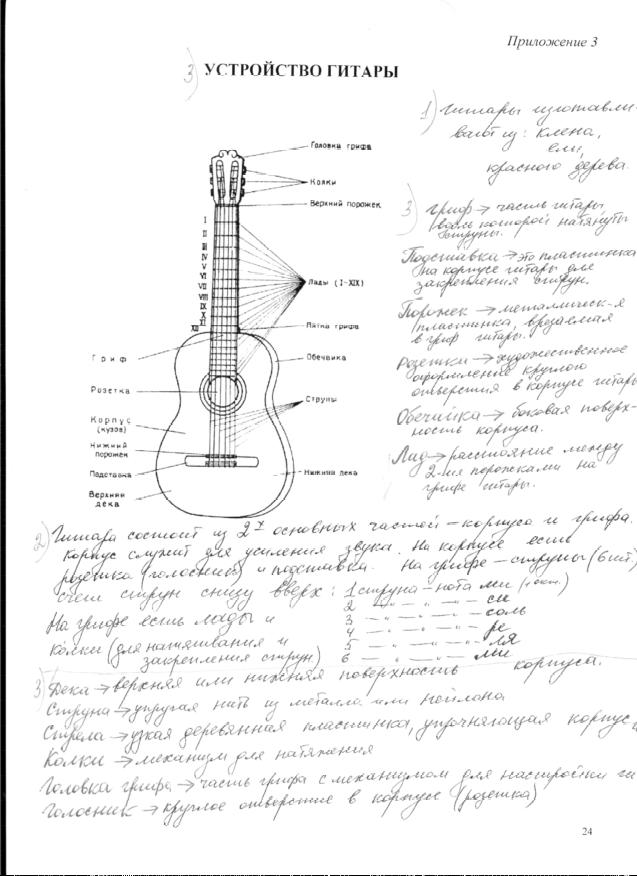 Приложение 3
3) УСТРОЙСТВО ГИТАРЫ
1) Гитары изготавли-
вают из: клена,
ели,
красного дерева.
Головка грифа
Колки
Верхний порожек
I
II
III
IV
V
VI
VII
VIII
IX
X
XI
XII
Лады (I-XIX)
Пятка грифа
Гриф
Обечайка
Розетка
Струны
Корпус
(кузов)
Нижний
порожек
Подставка
Нижняя дека
Верхняя
дека
3) Гриф → часть гитары,
вдоль которой натянуты
струны.
Подставки → это пластинка
на корпусе гитары для
закрепления струн.
Порожек → металлическ-я
пластинка, врезаемая
в гриф гитары.
Розетки → художественное
оформление круглого
отверстия в корпусе гитары
Обечайка → боковая поверх-
ность корпуса.
Лад → расстояние между
2-мя порожками на
грифе гитары.
2) Гитара состоит из 2х основных частей – корпуса и грифа.
Корпус служит для усиления звука. На корпусе есть
розетка (голосник) и подставка. На грифе – струны (6 шт.)
счет струн снизу вверх: 1 струна – нота ми (1 окт.)
2 — " — " — " — си
На грифе есть лады и 3 — " — " — " — соль
колки (для натягивания и 4 — " — " — " — ре
закрепления струн) 5 — " — " — " — ля
6 — " — " — " — ми
3) Дека → верхняя или нижняя поверхность корпуса.
Струна → упругая нить из металла или нейлона
Стрела → узкая деревянная пластинка, упрочняющая корпус
Колки → механизм для натяжения
Головка грифа → часть грифа с механизмом для настройки ги
Голосник → круглое отверстие в корпусе (розетка)
24